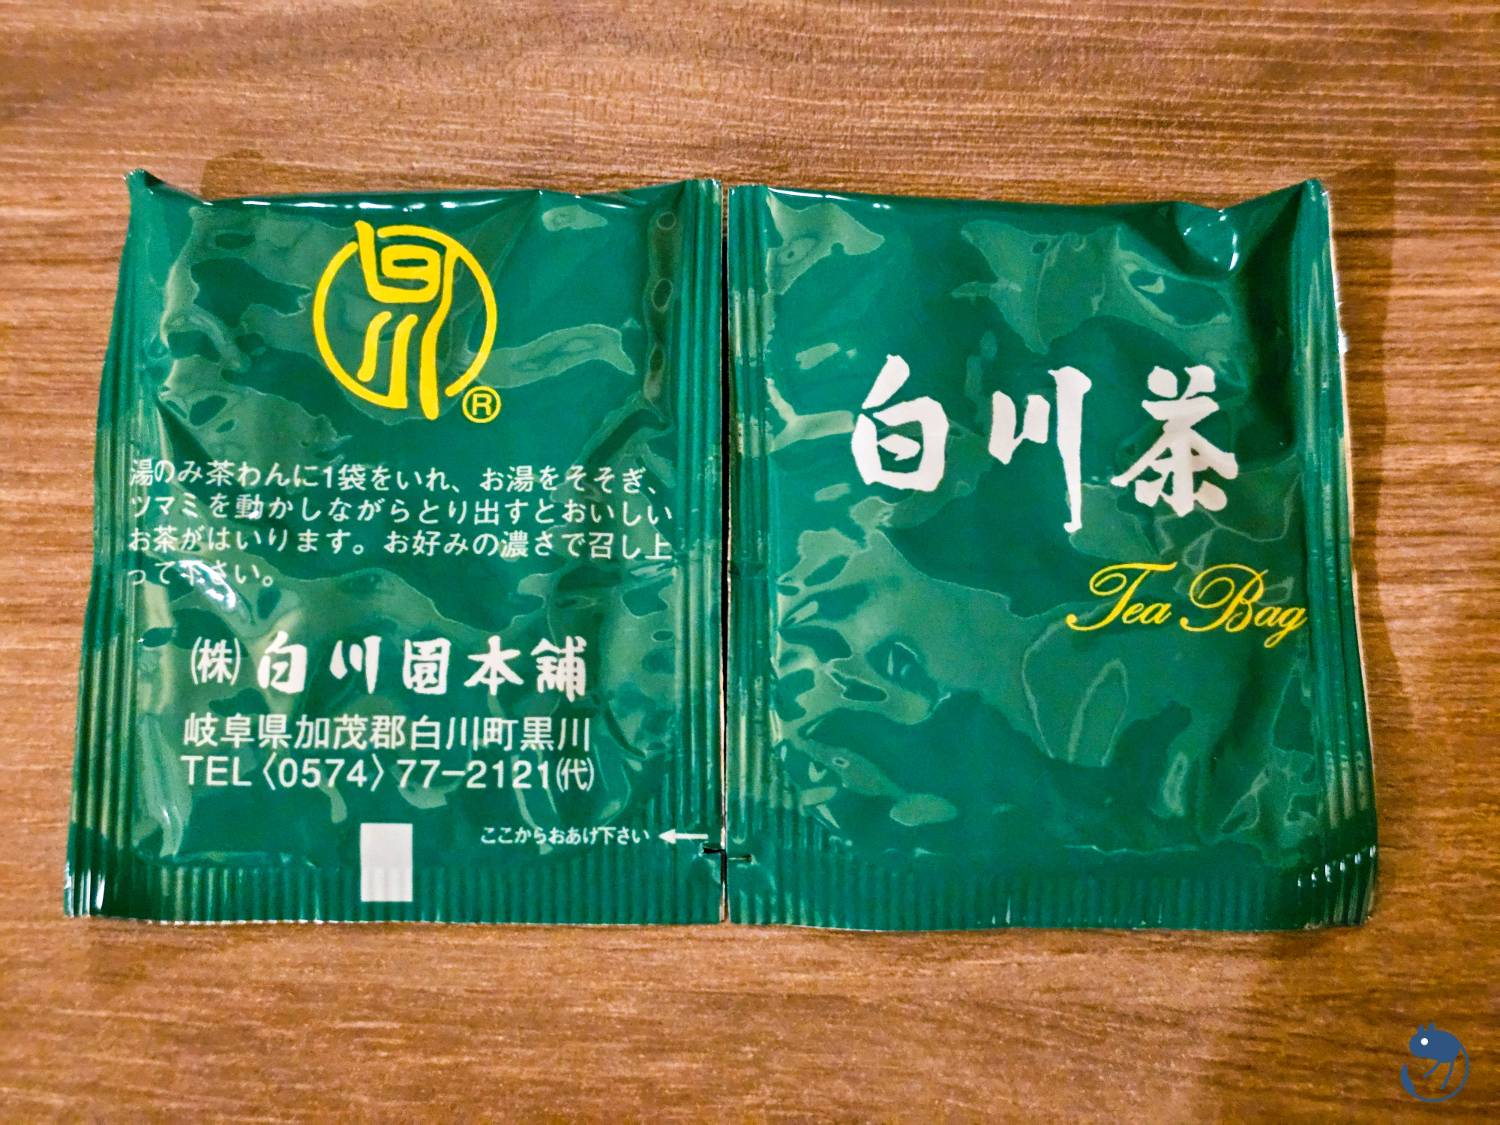 白川
®
湯のみ茶わんに1袋をいれ、お湯をそそぎ、
ツマミを動かしながらとり出すとおいしい
お茶がはいります。お好みの濃さで召し上
って下さい。
㈱白川園本舗
岐阜県加茂郡白川町黒川
TEL〈0574〉77−2121㈹
ここからおあけ下さい ←
白川茶
Tea Bag